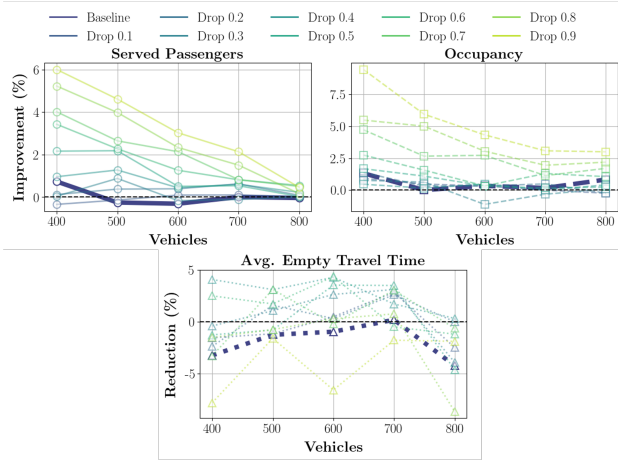 Baseline Drop 0.2 Drop 0.4 Drop 0.6 Drop 0.8
Drop 0.1 Drop 0.3 Drop 0.5 Drop 0.7 Drop 0.9
Served Passengers
Improvement (%)
6
4
2
0
400 500 600 700 800
Vehicles
Occupancy
7.5
5.0
2.5
0.0
400 500 600 700 800
Vehicles
Avg. Empty Travel Time
Reduction (%)
5
0
-5
400 500 600 700 800
Vehicles